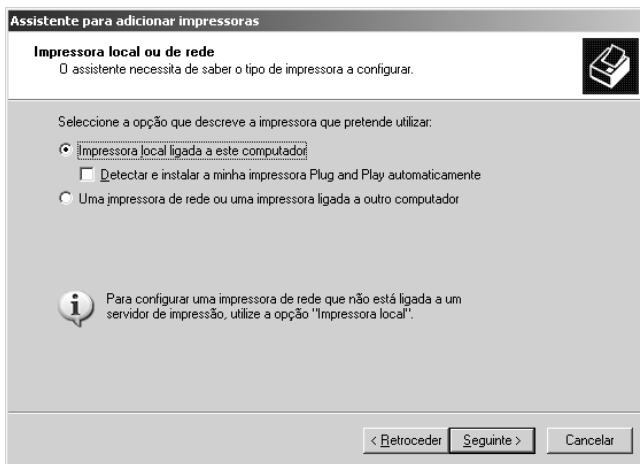 Assistente para adicionar impressoras
Impressora local ou de rede
O assistente necessita de saber o tipo de impressora a configurar.
Seleccione a opção que descreve a impressora que pretende utilizar:
Impressora local ligada a este computador
Detectar e instalar a minha impressora Plug and Play automaticamente
Uma impressora de rede ou uma impressora ligada a outro computador
Para configurar uma impressora de rede que não está ligada a um
servidor de impressão, utilize a opção "Impressora local".
< Retroceder
Seguinte >
Cancelar